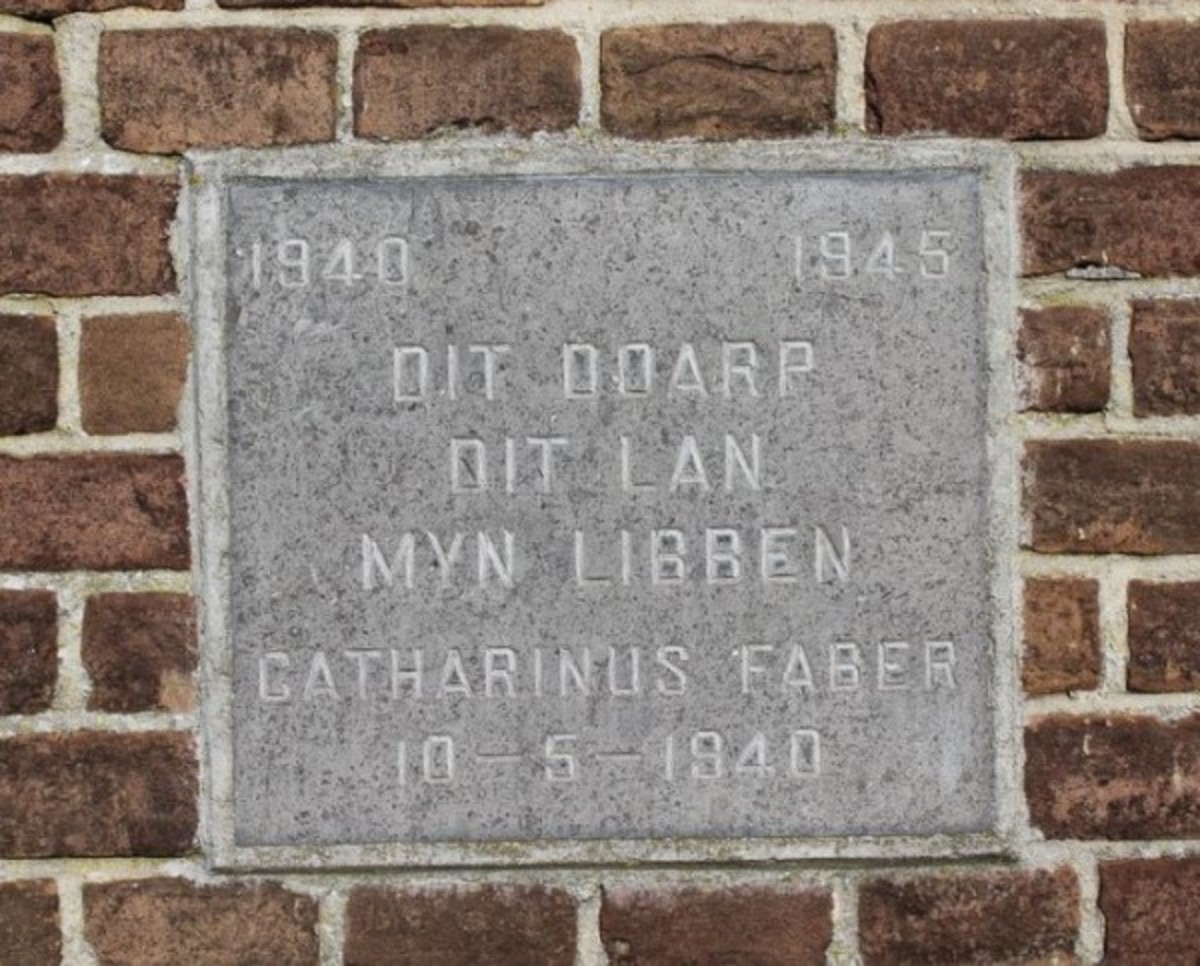 1940 1945
DIT DOARP
DIT LAN
MYN LIBBEN
CATHARINUS FABER
10-5-1940